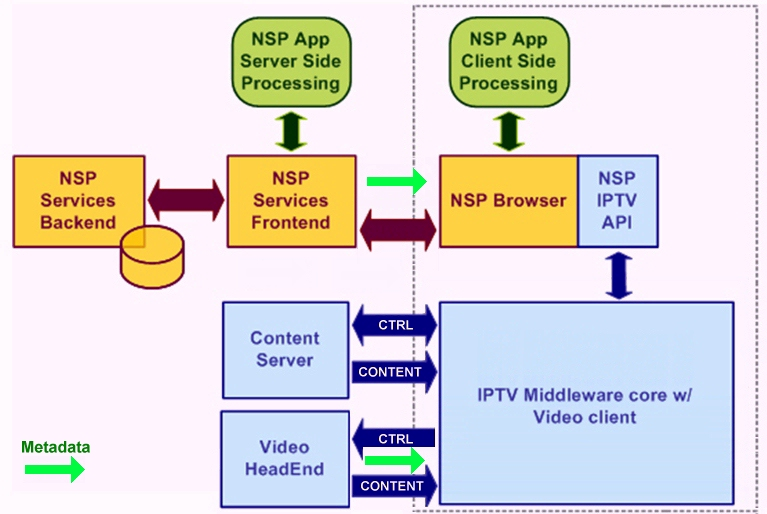 NSP App
Server Side
Processing
NSP App
Client Side
Processing
NSP
Services
Backend
NSP
Services
Frontend
NSP Browser
NSP
IPTV
API
Content
Server
CTRL
CONTENT
IPTV Middleware core w/
Video client
Video
HeadEnd
CTRL
CONTENT
Metadata